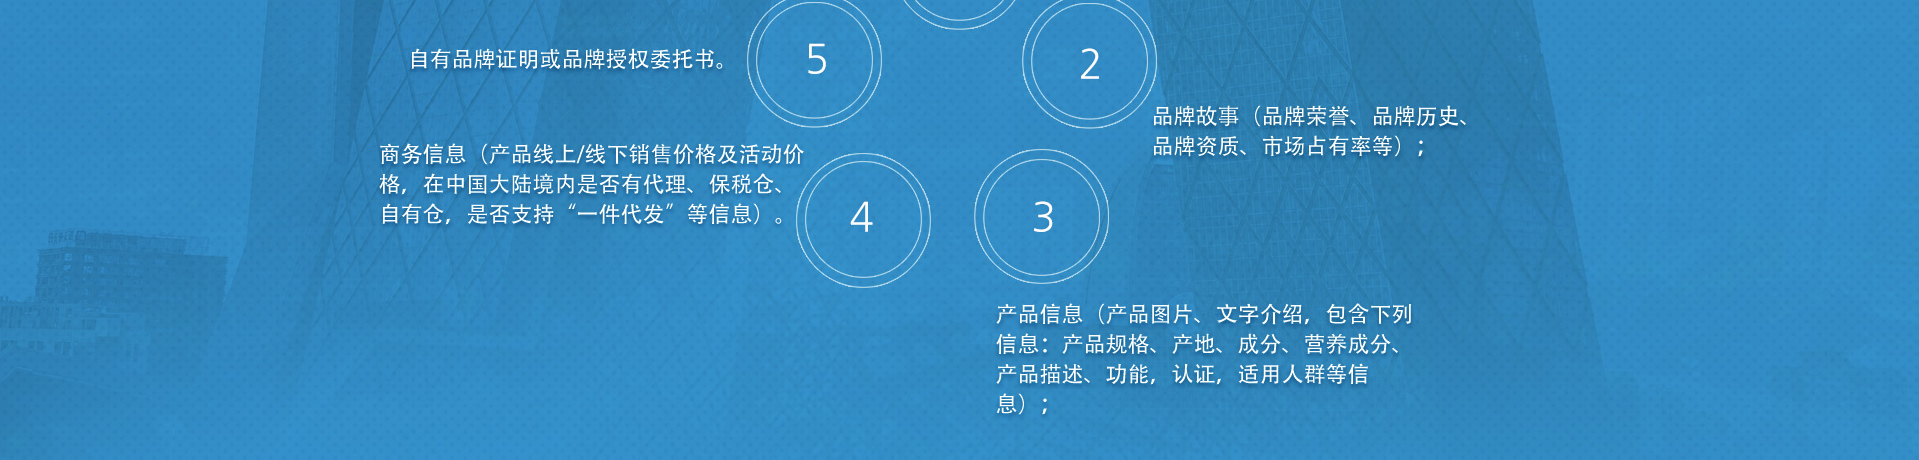 5
自有品牌证明或品牌授权委托书。
2
品牌故事（品牌荣誉、品牌历史、
品牌资质、市场占有率等）；
4
商务信息（产品线上/线下销售价格及活动价
格，在中国大陆境内是否有代理、保税仓、
自有仓，是否支持“一件代发”等信息）。
3
产品信息（产品图片、文字介绍，包含下列
信息：产品规格、产地、成分、营养成分、
产品描述、功能，认证，适用人群等信
息）；